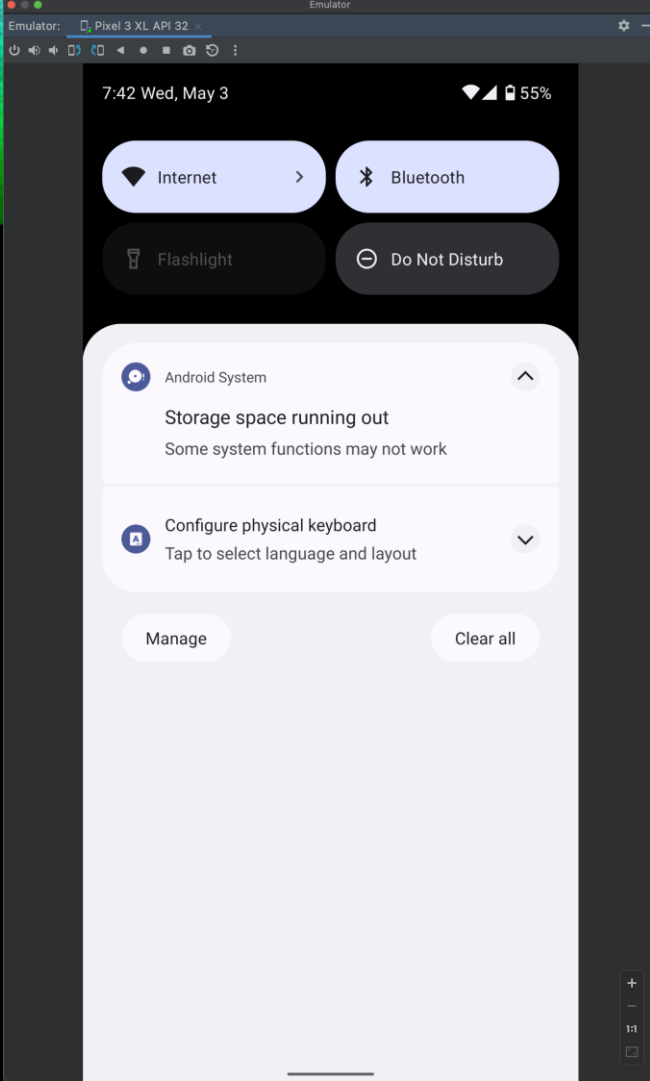 Emulator
Emulator:
Pixel 3 XL API 32
7:42 Wed, May 3
55%
Internet
Bluetooth
Flashlight
Do Not Disturb
Android System
Storage space running out
Some system functions may not work
A
Configure physical keyboard
Tap to select language and layout
Manage
Clear all
1:1